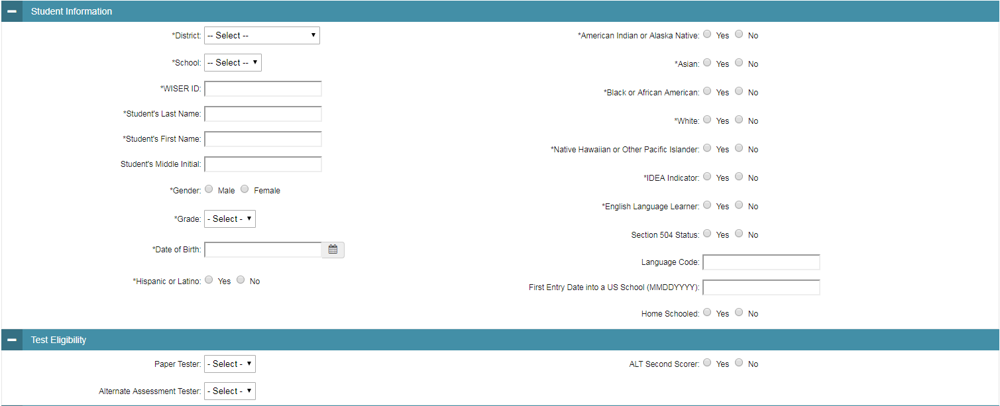 Student Information
*District: -- Select --
*School: -- Select --
*WISER ID:
*Student's Last Name:
*Student's First Name:
Student's Middle Initial:
*Gender: Male Female
*Grade: - Select -
*Date of Birth:
*Hispanic or Latino: Yes No
*American Indian or Alaska Native: Yes No
*Asian: Yes No
*Black or African American: Yes No
*White: Yes No
*Native Hawaiian or Other Pacific Islander: Yes No
*IDEA Indicator: Yes No
*English Language Learner: Yes No
Section 504 Status: Yes No
Language Code:
First Entry Date into a US School (MMDDYYYY):
Home Schooled: Yes No
Test Eligibility
Paper Tester: - Select -
Alternate Assessment Tester: - Select -
ALT Second Scorer: Yes No